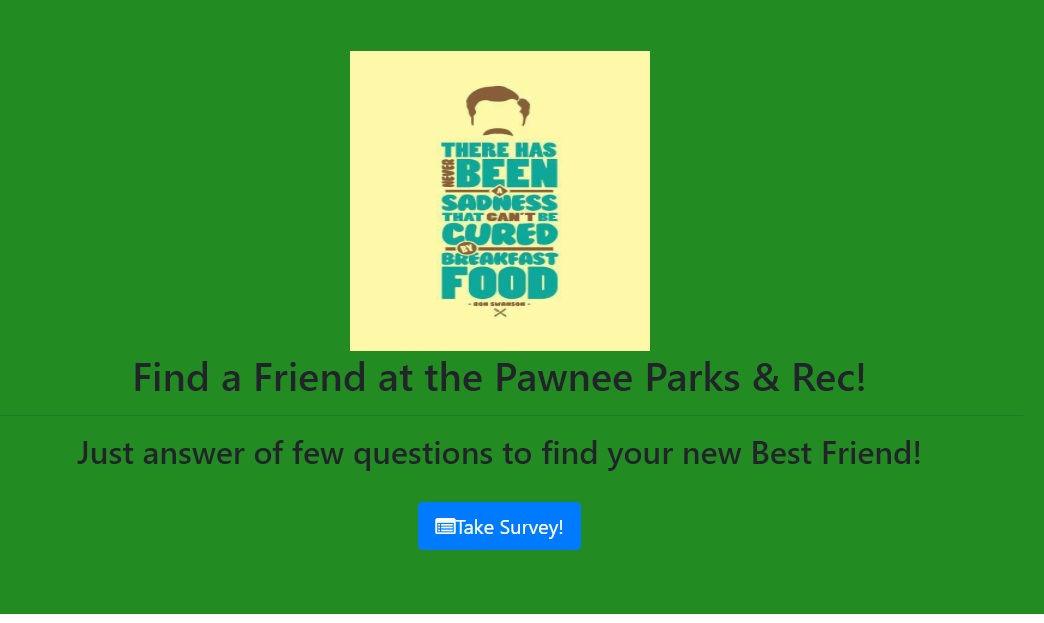 THERE HAS
NEVER BEEN
A
SADNESS
THAT CAN'T BE
CURED
BY
BREAKFAST
FOOD
- RON SWANSON -
Find a Friend at the Pawnee Parks & Rec!
Just answer of few questions to find your new Best Friend!
Take Survey!